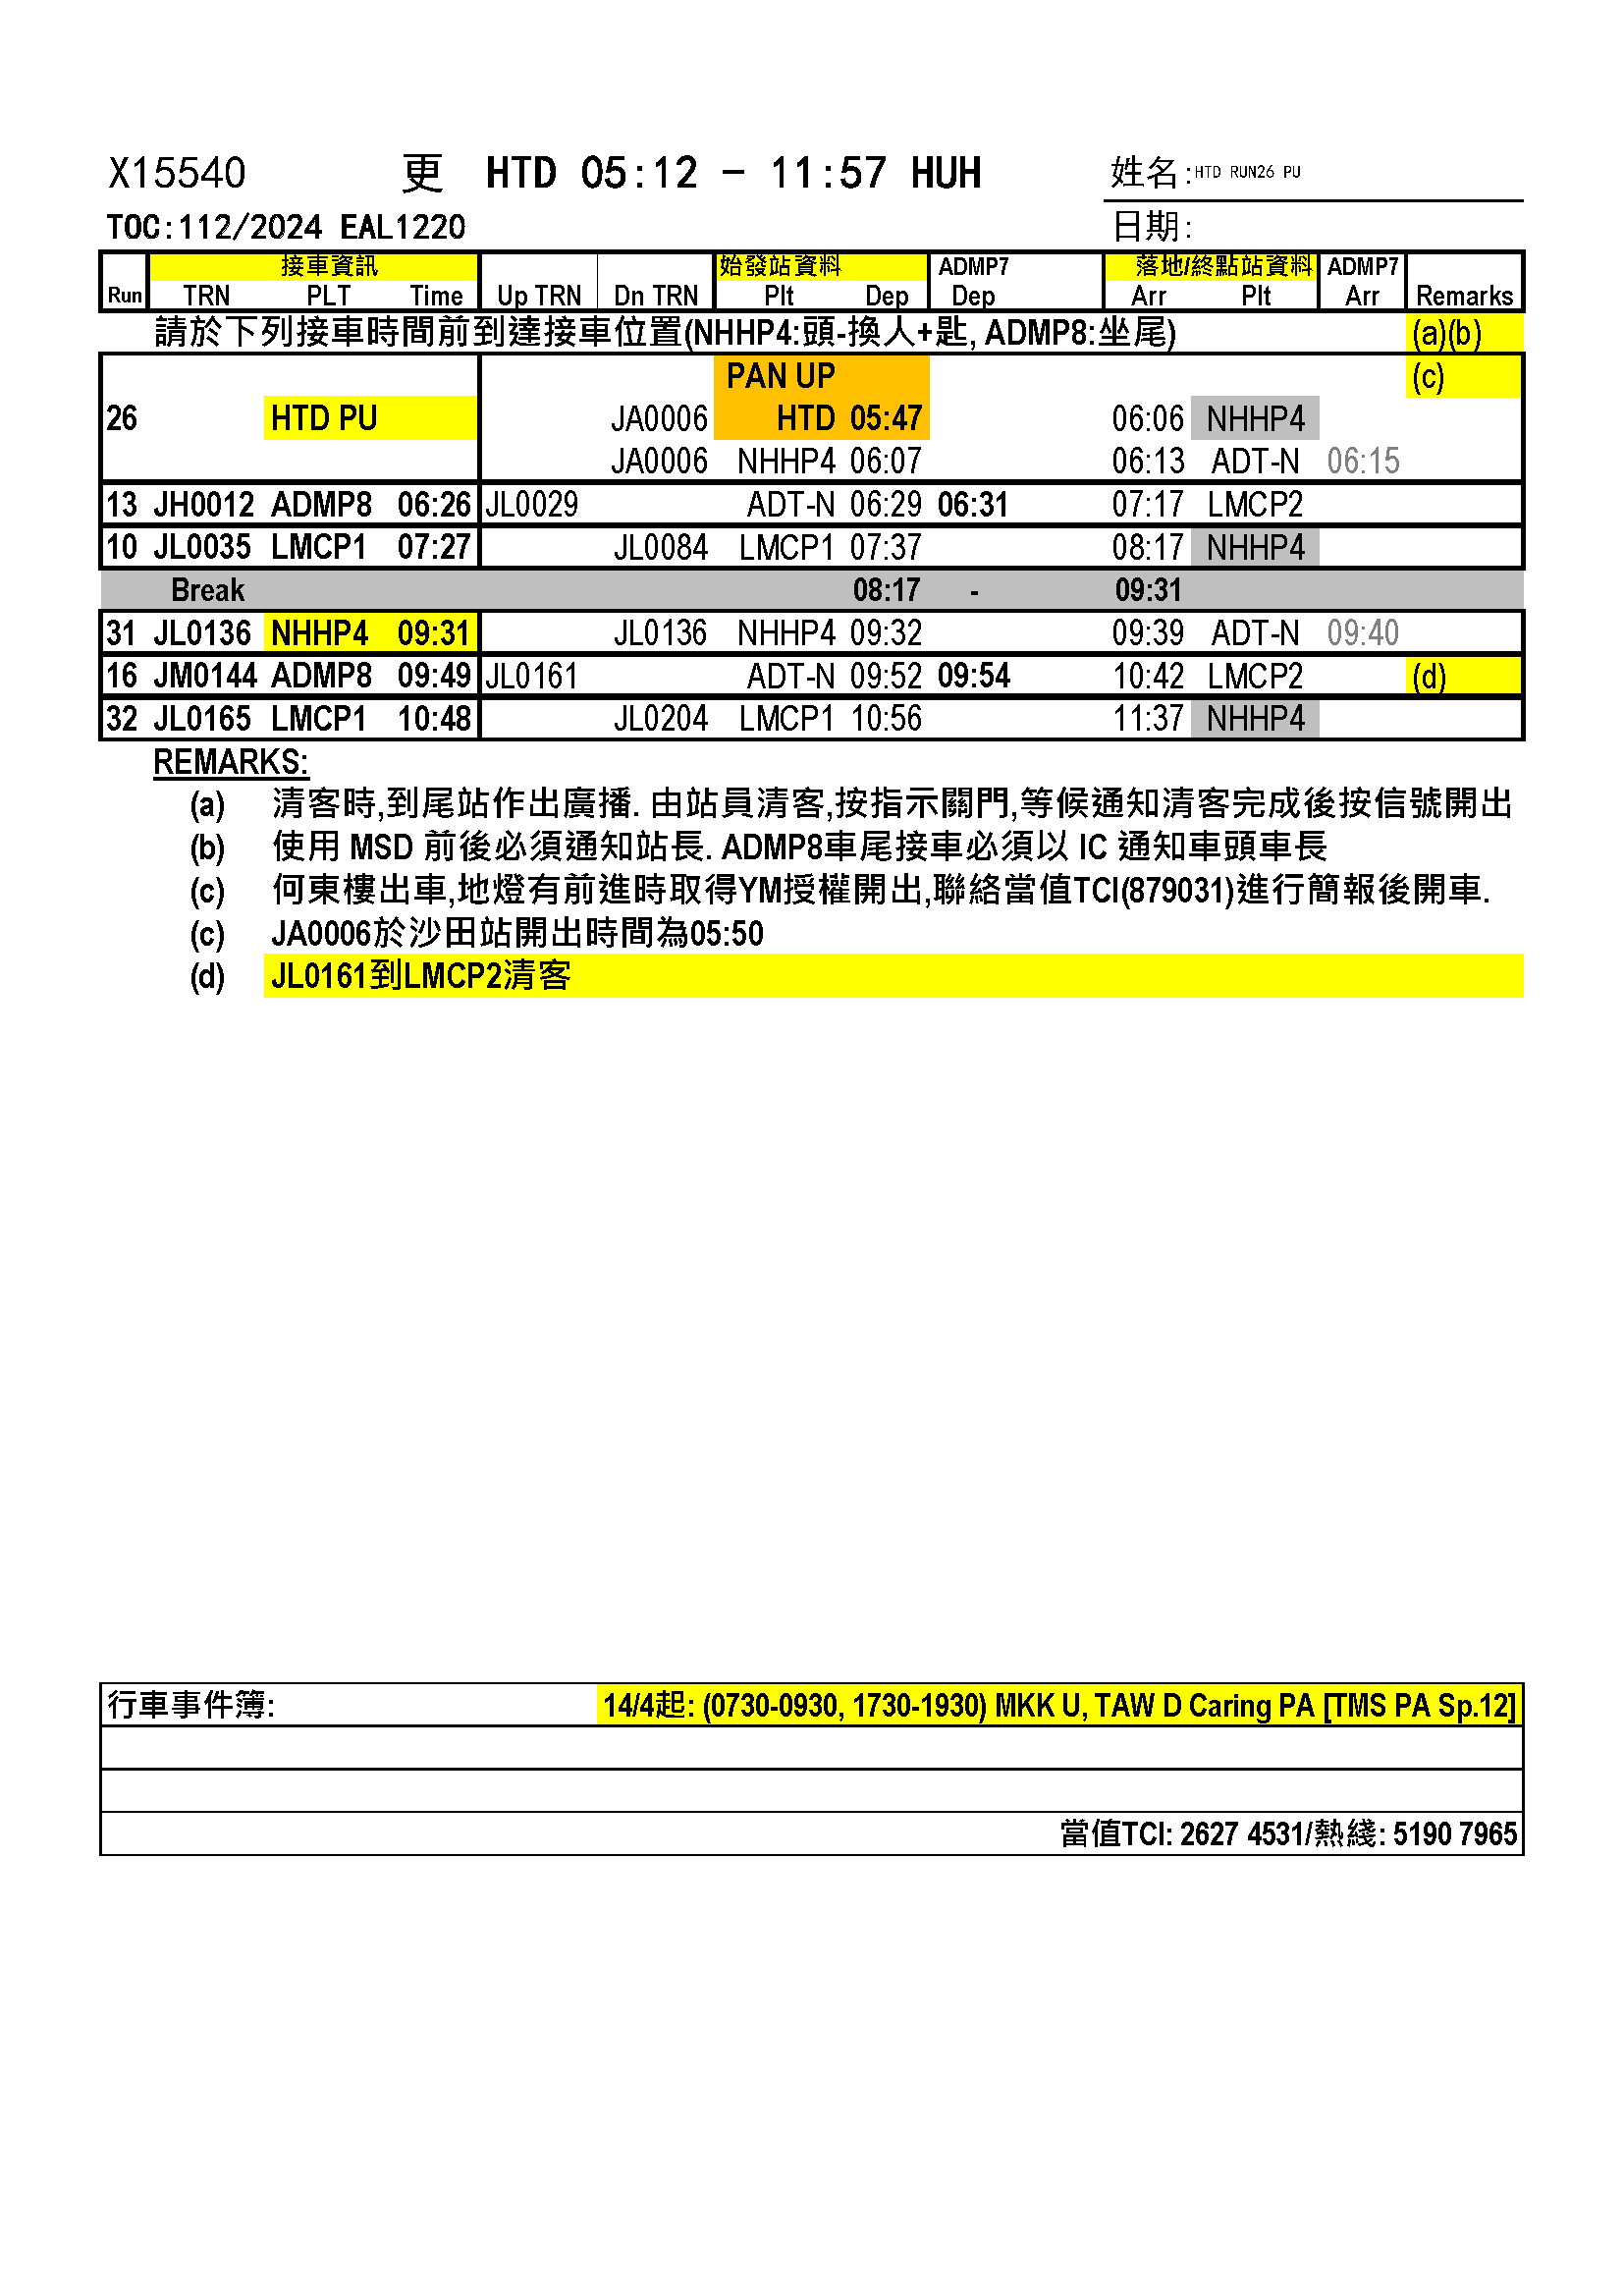 X15540 更 HTD 05:12 - 11:57 HUH 姓名:HTD RUN26 PU
TOC:112/2024 EAL1220 日期:
接車資訊 始發站資料 ADMP7 落地/終點站資料 ADMP7
Run TRN PLT Time Up TRN Dn TRN Plt Dep Dep Arr Plt Arr Remarks
請於下列接車時間前到達接車位置(NHHP4:頭-換人+匙, ADMP8:坐尾) (a)(b)
PAN UP (c)
26 HTD PU JA0006 HTD 05:47 06:06 NHHP4
JA0006 NHHP4 06:07 06:13 ADT-N 06:15
13 JH0012 ADMP8 06:26 JL0029 ADT-N 06:29 06:31 07:17 LMCP2
10 JL0035 LMCP1 07:27 JL0084 LMCP1 07:37 08:17 NHHP4
Break 08:17 - 09:31
31 JL0136 NHHP4 09:31 JL0136 NHHP4 09:32 09:39 ADT-N 09:40
16 JM0144 ADMP8 09:49 JL0161 ADT-N 09:52 09:54 10:42 LMCP2 (d)
32 JL0165 LMCP1 10:48 JL0204 LMCP1 10:56 11:37 NHHP4
REMARKS:
(a) 清客時,到尾站作出廣播. 由站員清客,按指示關門,等候通知清客完成後按信號開出
(b) 使用 MSD 前後必須通知站長. ADMP8車尾接車必須以 IC 通知車頭車長
(c) 何東樓出車,地燈有前進時取得YM授權開出,聯絡當值TCI(879031)進行簡報後開車.
(c) JA0006於沙田站開出時間為05:50
(d) JL0161到LMCP2清客
行車事件簿: 14/4起: (0730-0930, 1730-1930) MKK U, TAW D Caring PA [TMS PA Sp.12]
當值TCI: 2627 4531/熱綫: 5190 7965